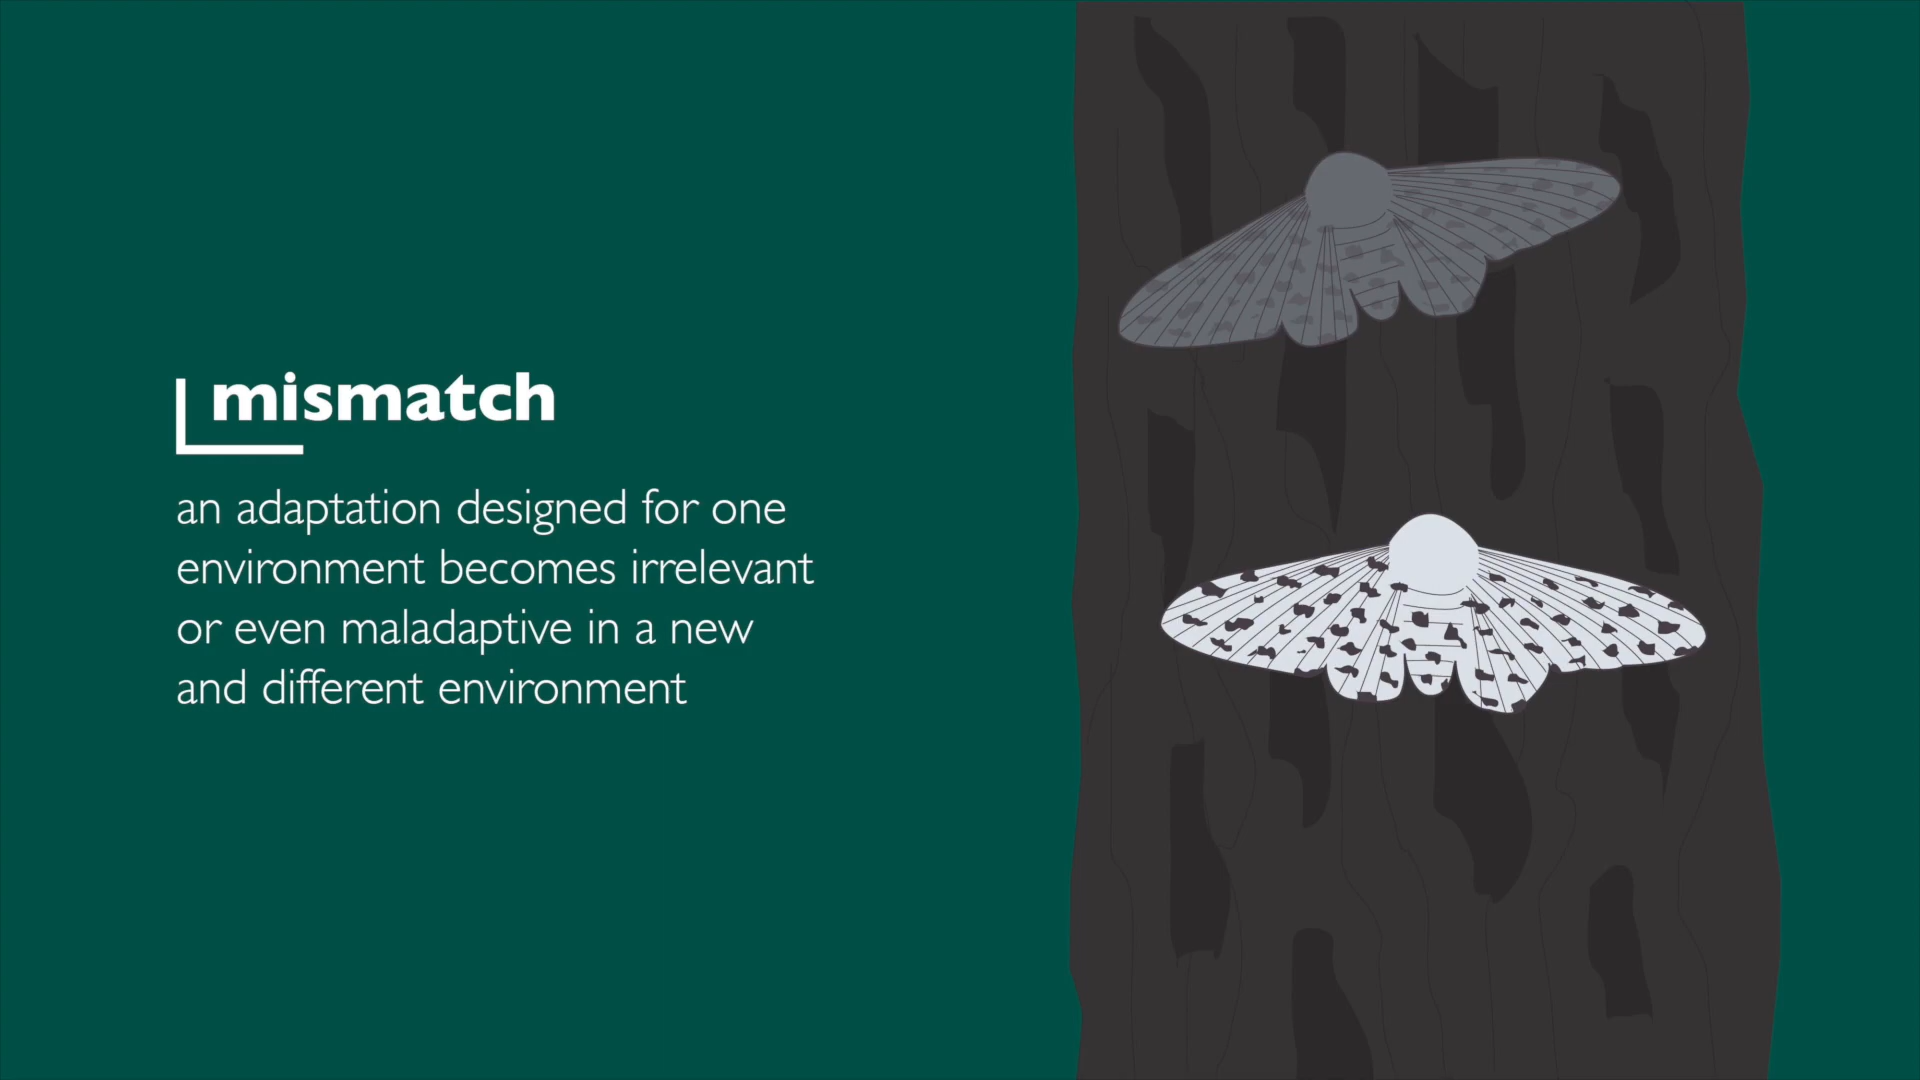 mismatch
an adaptation designed for one
environment becomes irrelevant
or even maladaptive in a new
and different environment